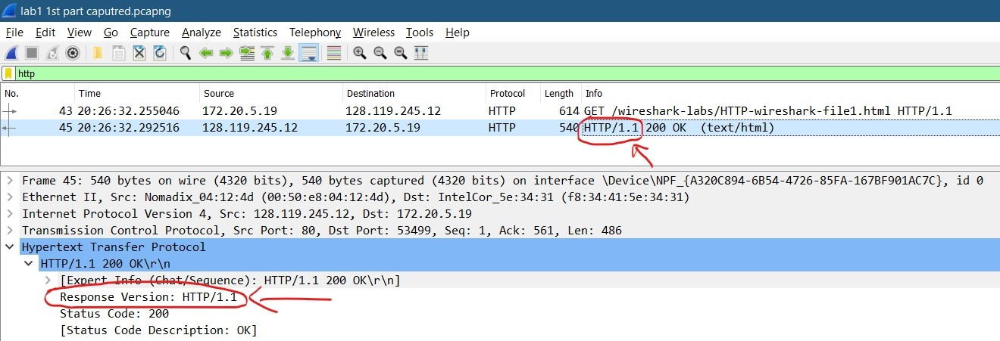 lab1 1st part caputred.pcapng
File Edit View Go Capture Analyze Statistics Telephony Wireless Tools Help
http
No. Time Source Destination Protocol Length Info
43 20:26:32.255046 172.20.5.19 128.119.245.12 HTTP 614 GET /wireshark-labs/HTTP-wireshark-file1.html HTTP/1.1
45 20:26:32.292516 128.119.245.12 172.20.5.19 HTTP 540 HTTP/1.1 200 OK (text/html)
Frame 45: 540 bytes on wire (4320 bits), 540 bytes captured (4320 bits) on interface \Device\NPF_{A320C894-6B54-4726-85FA-167BF901AC7C}, id 0
Ethernet II, Src: Nomadix_04:12:4d (00:50:e8:04:12:4d), Dst: IntelCor_5e:34:31 (f8:34:41:5e:34:31)
Internet Protocol Version 4, Src: 128.119.245.12, Dst: 172.20.5.19
Transmission Control Protocol, Src Port: 80, Dst Port: 53499, Seq: 1, Ack: 561, Len: 486
Hypertext Transfer Protocol
HTTP/1.1 200 OK\r\n
[Expert Info (Chat/Sequence): HTTP/1.1 200 OK\r\n]
Response Version: HTTP/1.1
Status Code: 200
[Status Code Description: OK]